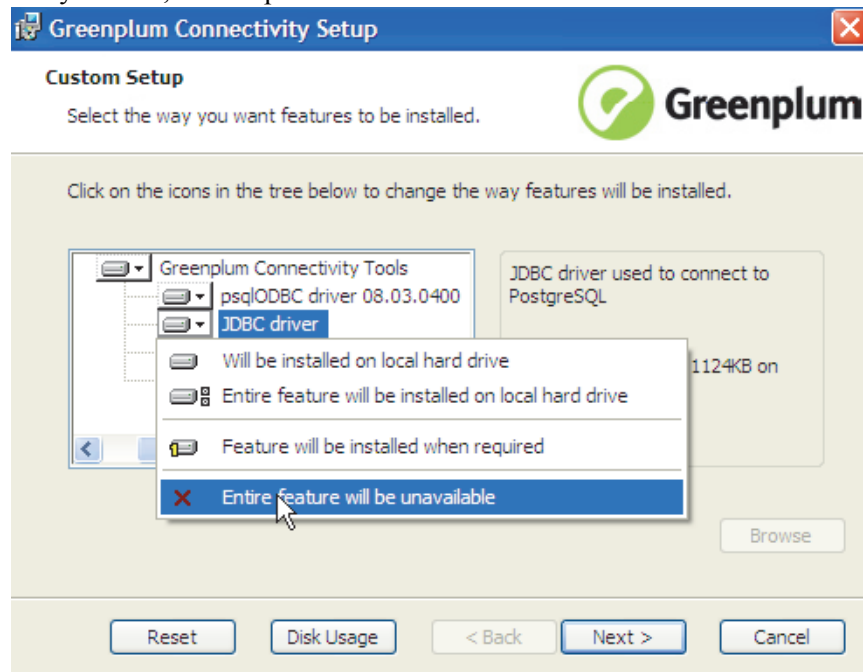 Greenplum Connectivity Setup
Custom Setup
Select the way you want features to be installed.
Greenplum
Click on the icons in the tree below to change the way features will be installed.
Greenplum Connectivity Tools
psqlODBC driver 08.03.0400
JDBC driver
JDBC driver used to connect to
PostgreSQL
1124KB on
Will be installed on local hard drive
Entire feature will be installed on local hard drive
Feature will be installed when required
Entire feature will be unavailable
Browse
Reset
Disk Usage
< Back
Next >
Cancel